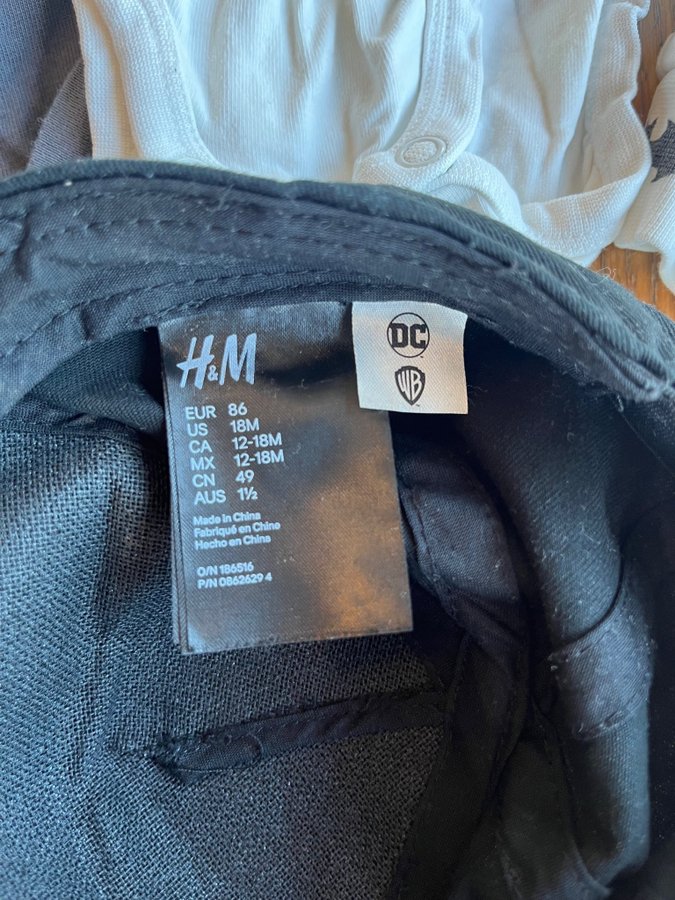 H&M
EUR 86
US 18M
CA 12-18M
MX 12-18M
CN 49
AUS 1½
Made in China
Fabriqué en Chine
Hecho en China
O/N 186516
P/N 0862629 4
DC
WB